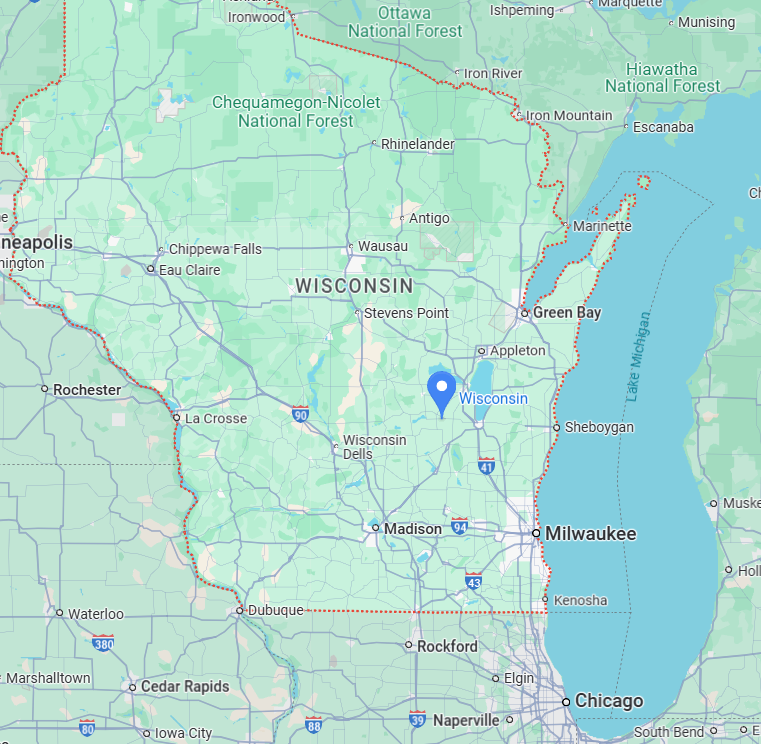 Ironwood
Ottawa
National Forest
Ishpeming
Marquette
Munising
Iron River
Hiawatha
National Forest
Chequamegon-Nicolet
National Forest
Iron Mountain
Escanaba
Rhinelander
Antigo
Marinette
neapolis
Chippewa Falls
Wausau
Eau Claire
WISCONSIN
Stevens Point
Green Bay
Appleton
Lake Michigan
Rochester
Wisconsin
La Crosse
90
Sheboygan
Wisconsin
Dells
41
Madison
94
Milwaukee
43
Kenosha
Waterloo
Dubuque
380
Rockford
Marshalltown
Cedar Rapids
Elgin
Chicago
80
Iowa City
88
39
Naperville
South Bend